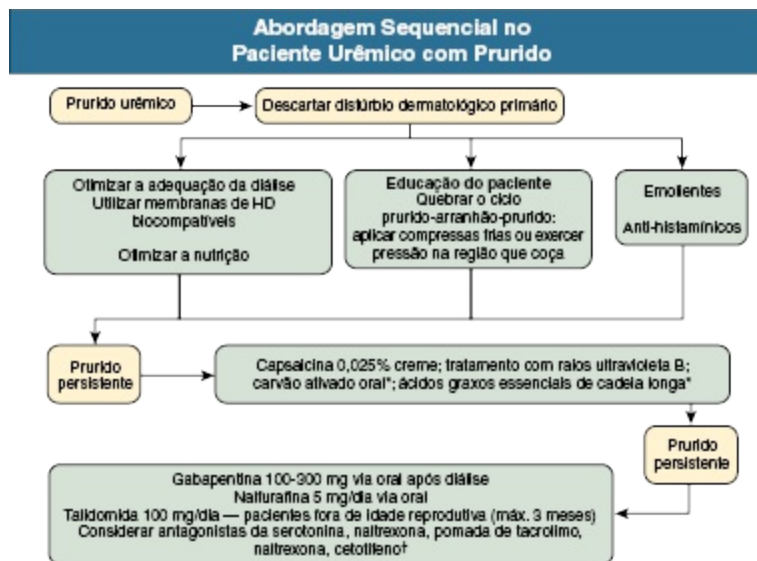 Abordagem Sequencial no
Paciente Urêmico com Prurido
Prurido urêmico
Descartar distúrbio dermatológico primário
Otimizar a adequação da diálise
Utilizar membranas de HD
biocompatíveis
Otimizar a nutrição
Educação do paciente
Quebrar o ciclo
prurido-arranhão-prurido:
aplicar compressas frias ou exercer
pressão na região que coça
Emolientes
Anti-histamínicos
Prurido
persistente
Capsaicina 0,025% creme; tratamento com raios ultravioleta B;
carvão ativado oral*; ácidos graxos essenciais de cadeia longa*
Prurido
persistente
Gabapentina 100-300 mg via oral após diálise
Nalfurafina 5 mg/dia via oral
Talidomida 100 mg/dia — pacientes fora de idade reprodutiva (máx. 3 meses)
Considerar antagonistas da serotonina, naltrexona, pomada de tacrolimo,
naltrexona, cetotifeno†